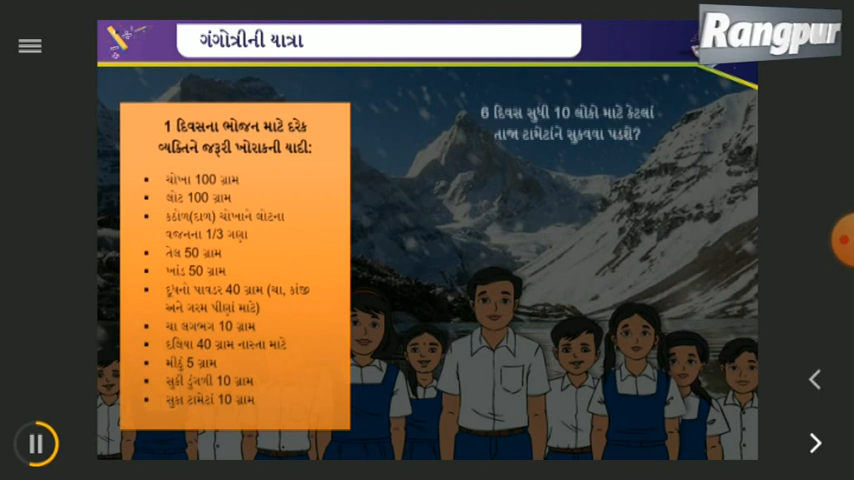 ગંગોત્રીની યાત્રા
Rangpur
1 દિવસના ભોજન માટે દરેક
વ્યક્તિને જરૂરી ખોરાકની યાદી:
▪ ચોખા 100 ગ્રામ
▪ લોટ 100 ગ્રામ
▪ કઠોળ(દાળ) ચોખાને લોટના
વજનના 1/3 ગણા
▪ તેલ 50 ગ્રામ
▪ ખાંડ 50 ગ્રામ
▪ દૂધનો પાવડર 40 ગ્રામ (ચા, કાંજી
અને ગરમ પીણાં માટે)
▪ ચા લગભગ 10 ગ્રામ
▪ દલિયા 40 ગ્રામ નાસ્તા માટે
▪ મીઠું 5 ગ્રામ
▪ સુકી ડુંગળી 10 ગ્રામ
▪ સુકા ટામેટાં 10 ગ્રામ
6 દિવસ સુધી 10 લોકો માટે કેટલાં
તાજા ટામેટાંને સુકવવા પડશે?